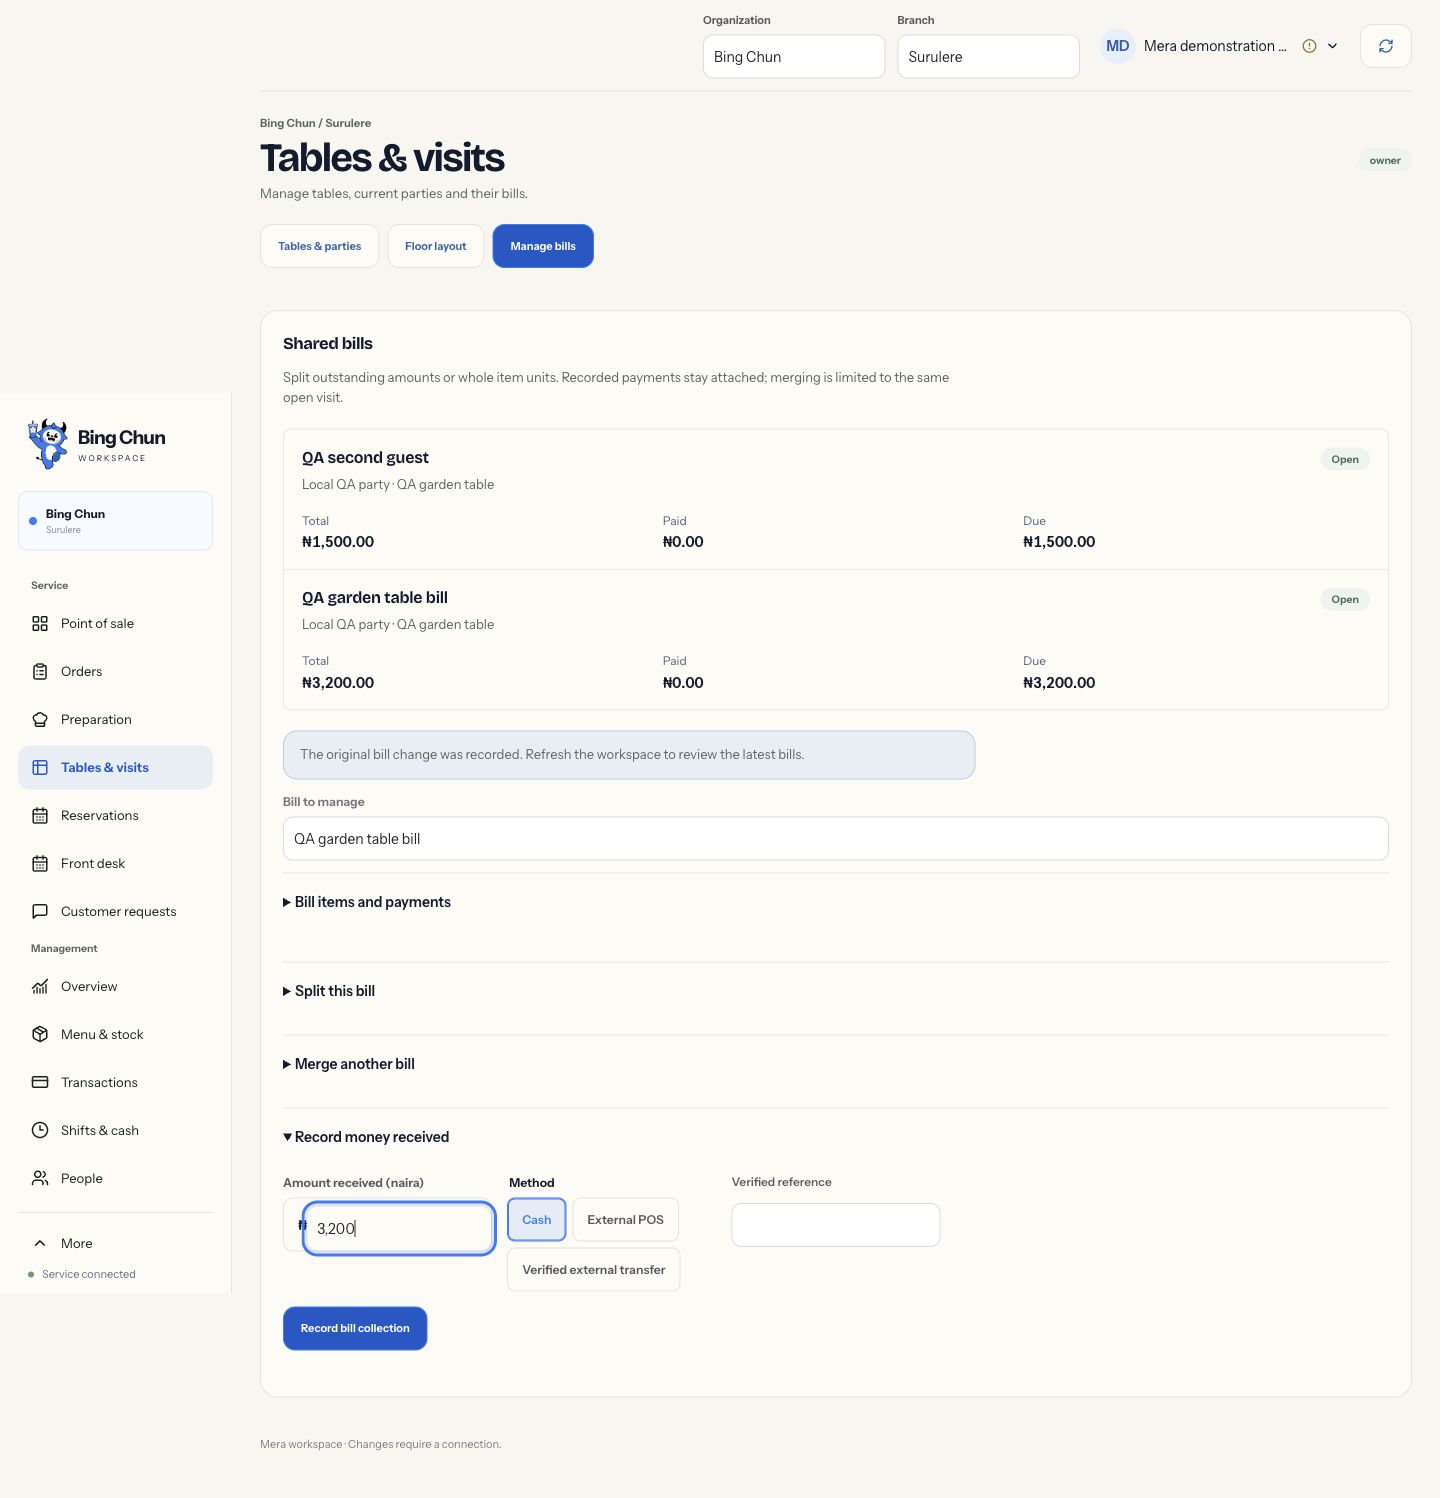 Organization
Branch
Bing Chun
Surulere
MD
Mera demonstration ...
Bing Chun / Surulere
Tables & visits
owner
Manage tables, current parties and their bills.
Tables & parties
Floor layout
Manage bills
Shared bills
Split outstanding amounts or whole item units. Recorded payments stay attached; merging is limited to the same
open visit.
QA second guest
Open
Local QA party · QA garden table
Total
Paid
Due
₦1,500.00
₦0.00
₦1,500.00
QA garden table bill
Open
Local QA party · QA garden table
Total
Paid
Due
₦3,200.00
₦0.00
₦3,200.00
The original bill change was recorded. Refresh the workspace to review the latest bills.
Bill to manage
QA garden table bill
Bill items and payments
Split this bill
Merge another bill
Record money received
Amount received (naira)
Method
Verified reference
₦
3,200
Cash
External POS
Verified external transfer
Record bill collection
Mera workspace · Changes require a connection.
Bing Chun
WORKSPACE
Bing Chun
Surulere
Service
Point of sale
Orders
Preparation
Tables & visits
Reservations
Front desk
Customer requests
Management
Overview
Menu & stock
Transactions
Shifts & cash
People
More
Service connected